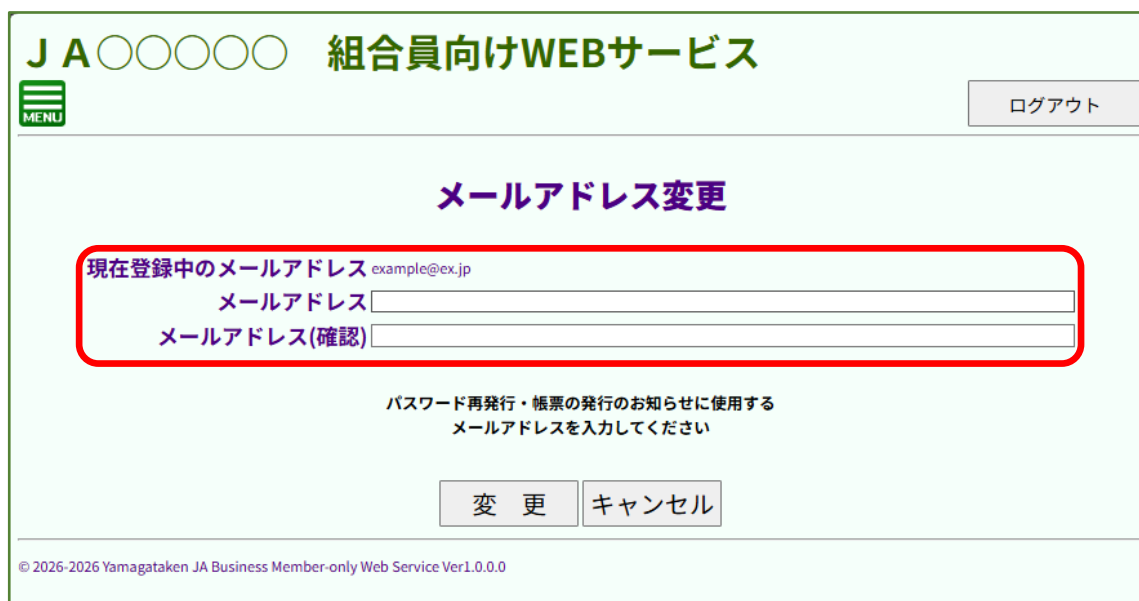 ＪＡ○○○○○　組合員向けWEBサービス
MENU
ログアウト
メールアドレス変更
現在登録中のメールアドレス example@ex.jp
メールアドレス
メールアドレス(確認)
パスワード再発行・帳票の発行のお知らせに使用する
メールアドレスを入力してください
変　更 キャンセル
© 2026-2026 Yamagataken JA Business Member-only Web Service Ver1.0.0.0